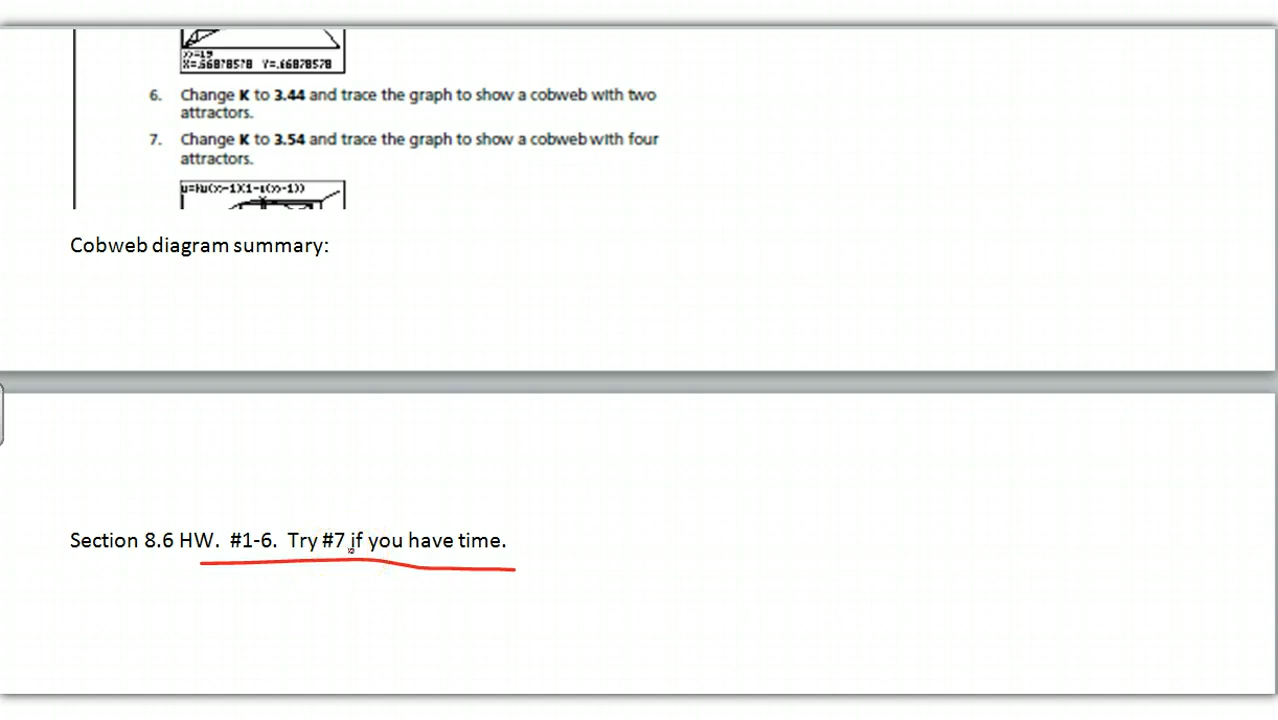 X=.66878578 Y=.66878578
6. Change K to 3.44 and trace the graph to show a cobweb with two
attractors.
7. Change K to 3.54 and trace the graph to show a cobweb with four
attractors.
Cobweb diagram summary:
Section 8.6 HW. #1-6. Try #7 if you have time.